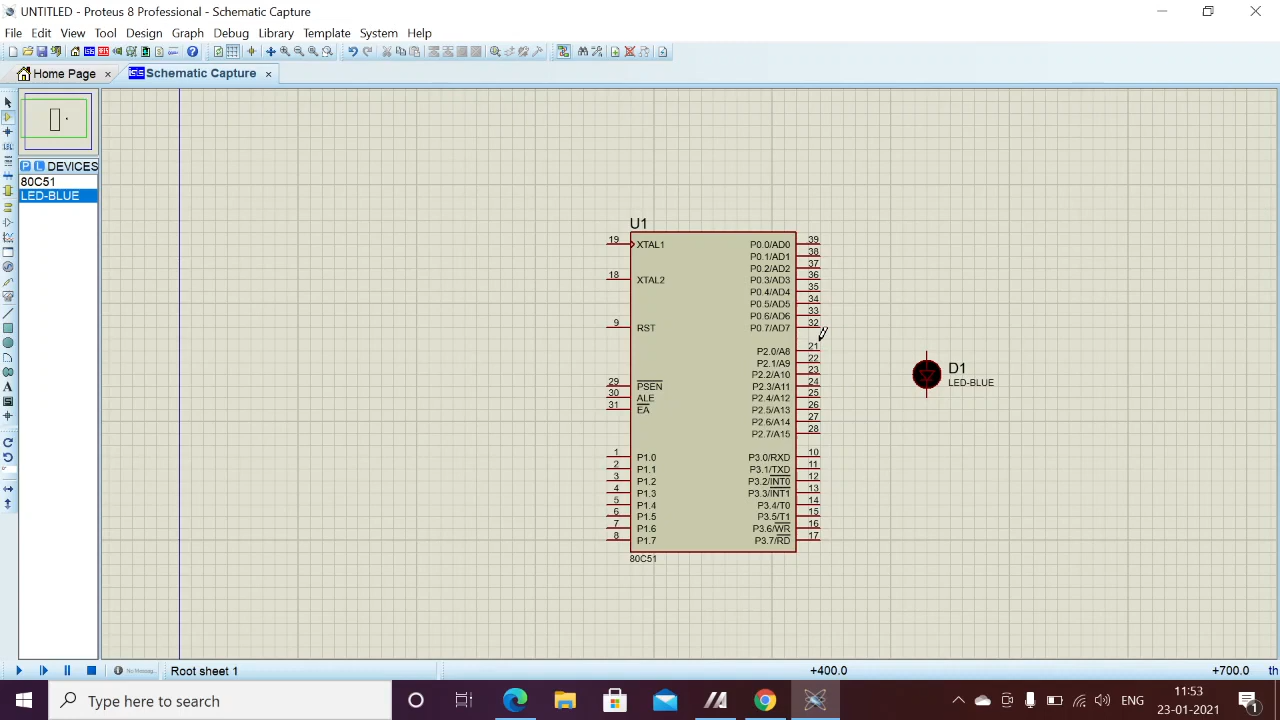 UNTITLED - Proteus 8 Professional - Schematic Capture
File Edit View Tool Design Graph Debug Library Template System Help
Home Page × Schematic Capture ×
P L DEVICES
80C51
LED-BLUE
U1
19 XTAL1 P0.0/AD0 39
P0.1/AD1 38
P0.2/AD2 37
18 XTAL2 P0.3/AD3 36
P0.4/AD4 35
P0.5/AD5 34
P0.6/AD6 33
9 RST P0.7/AD7 32
P2.0/A8 21
P2.1/A9 22
P2.2/A10 23
29 PSEN P2.3/A11 24
30 ALE P2.4/A12 25
31 EA P2.5/A13 26
P2.6/A14 27
P2.7/A15 28
1 P1.0 P3.0/RXD 10
2 P1.1 P3.1/TXD 11
3 P1.2 P3.2/INT0 12
4 P1.3 P3.3/INT1 13
5 P1.4 P3.4/T0 14
6 P1.5 P3.5/T1 15
7 P1.6 P3.6/WR 16
8 P1.7 P3.7/RD 17
80C51
D1
LED-BLUE
No Messag... Root sheet 1 +400.0 +700.0 th
Type here to search
ENG
11:53
23-01-2021
1